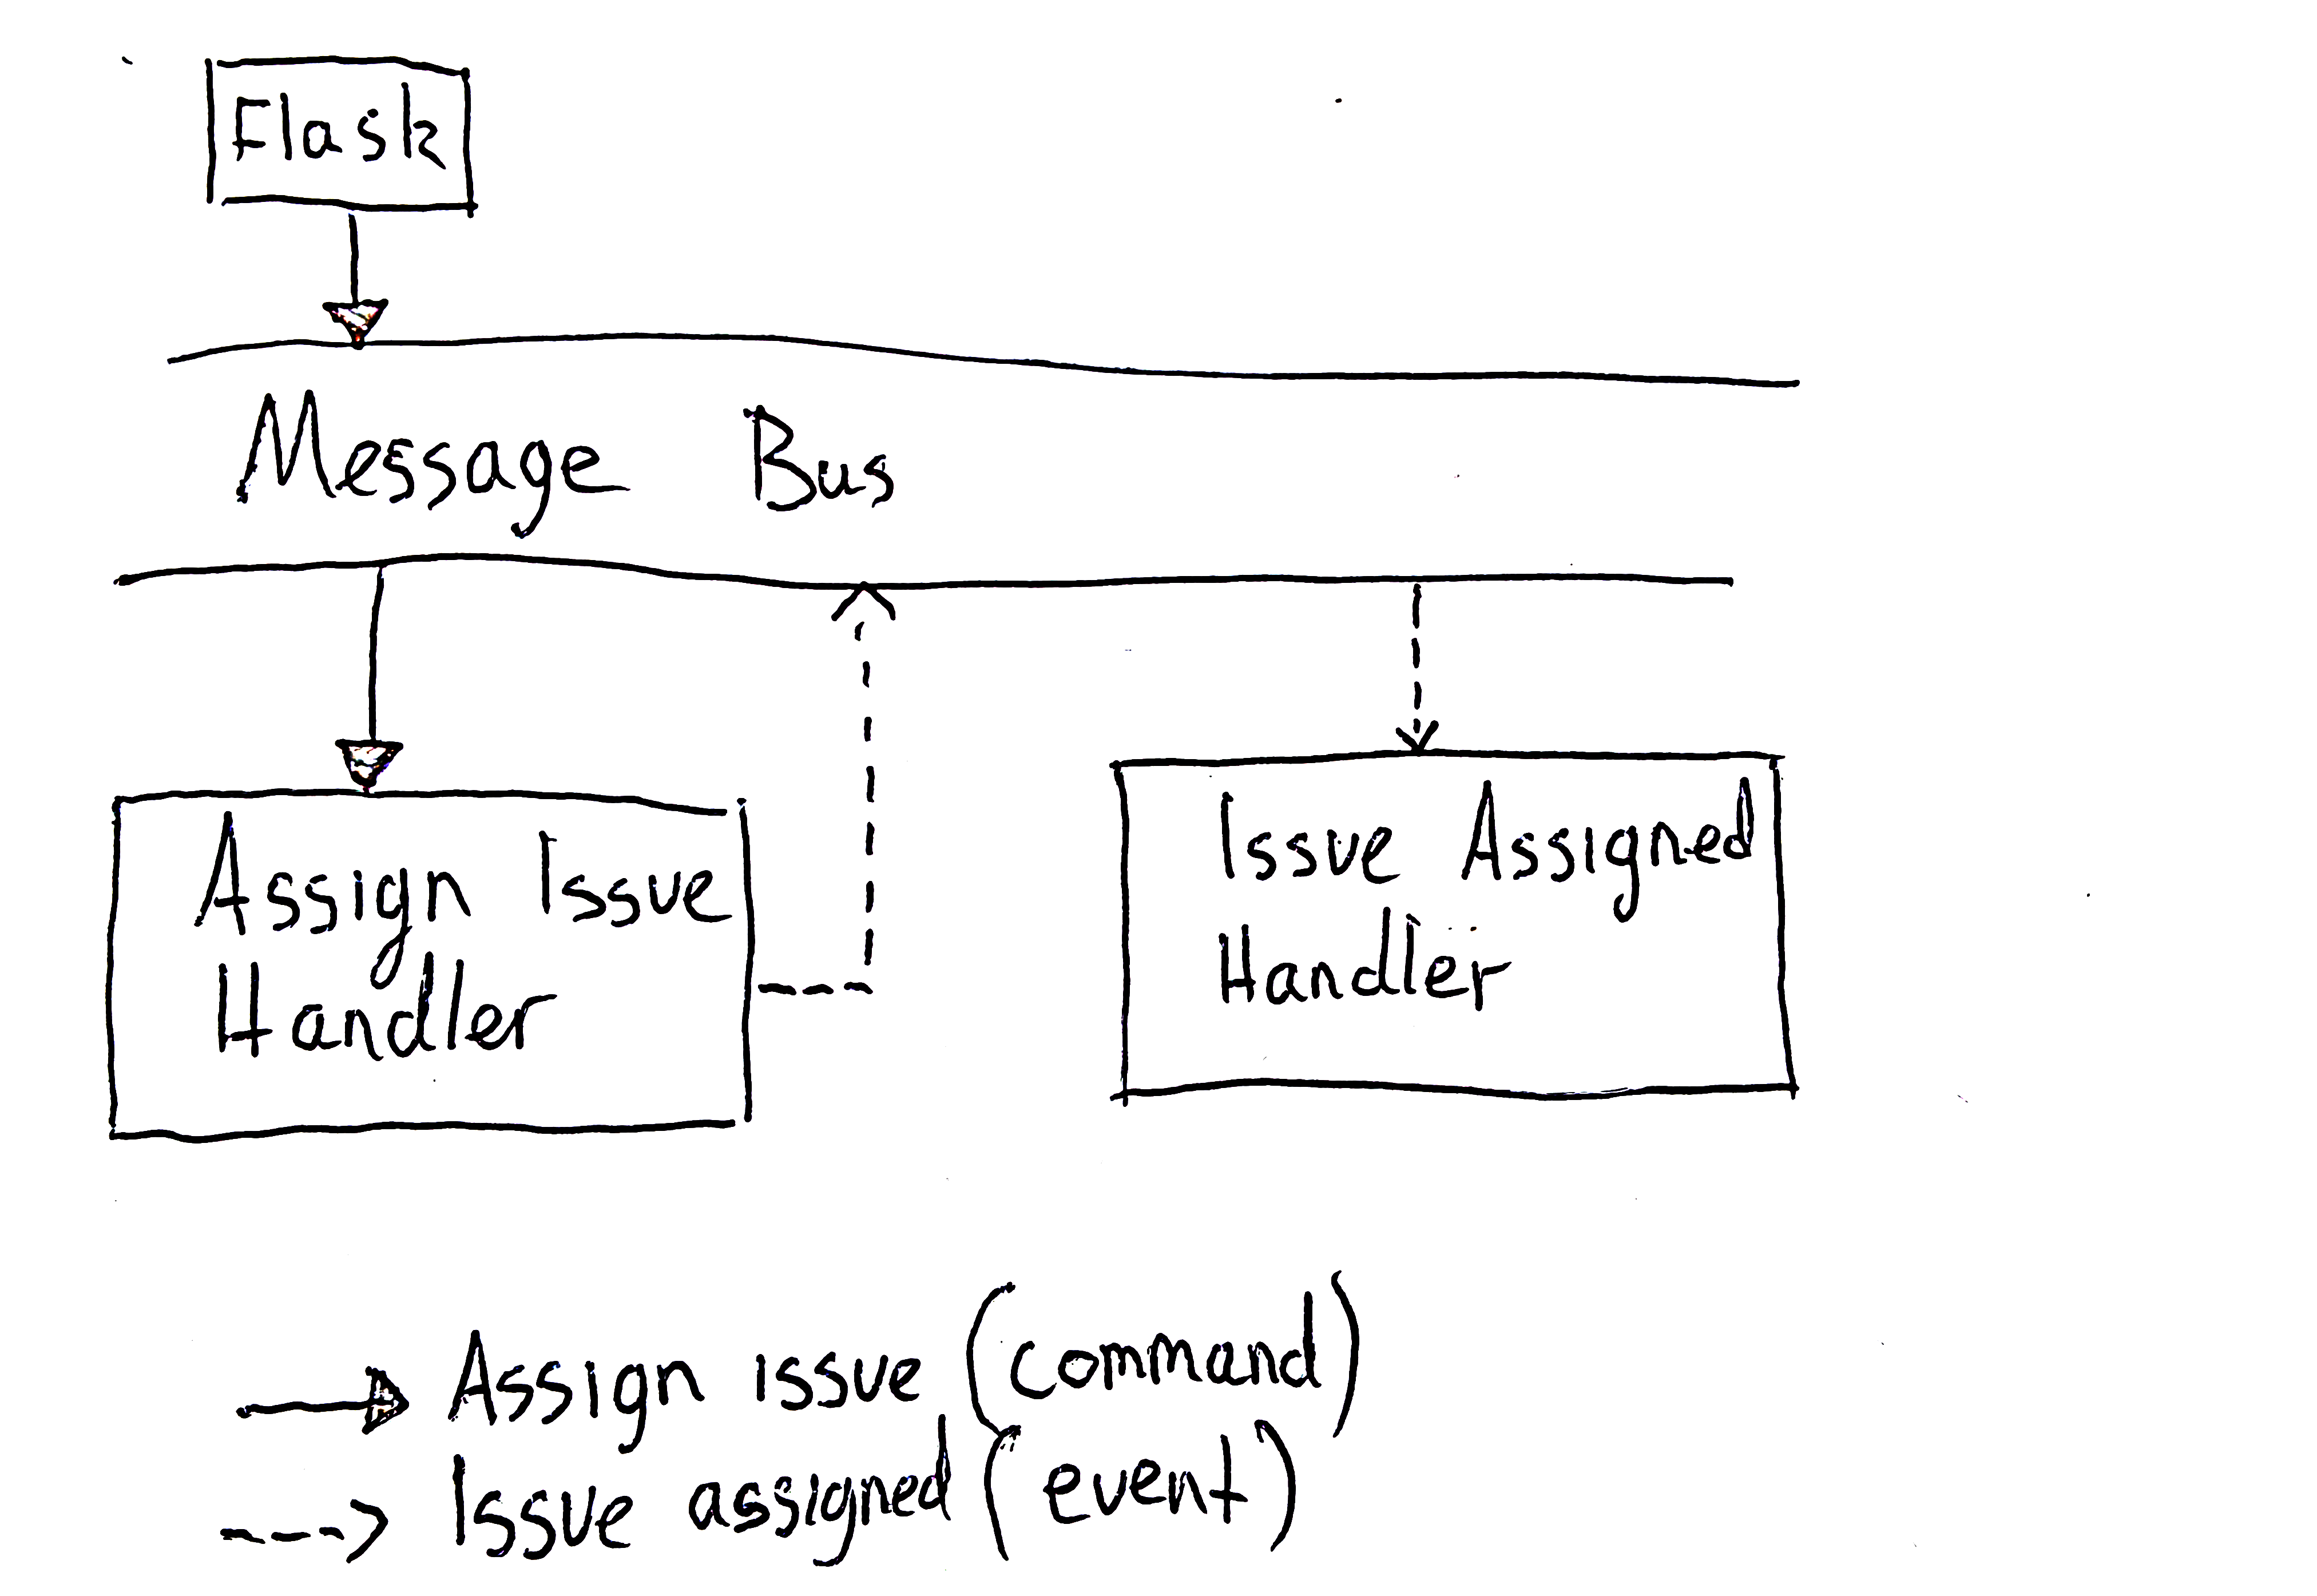 Flask
Message Bus
Assign Issue
Handler
Issue Assigned
Handler
Assign issue (command)
Issue assigned (event)